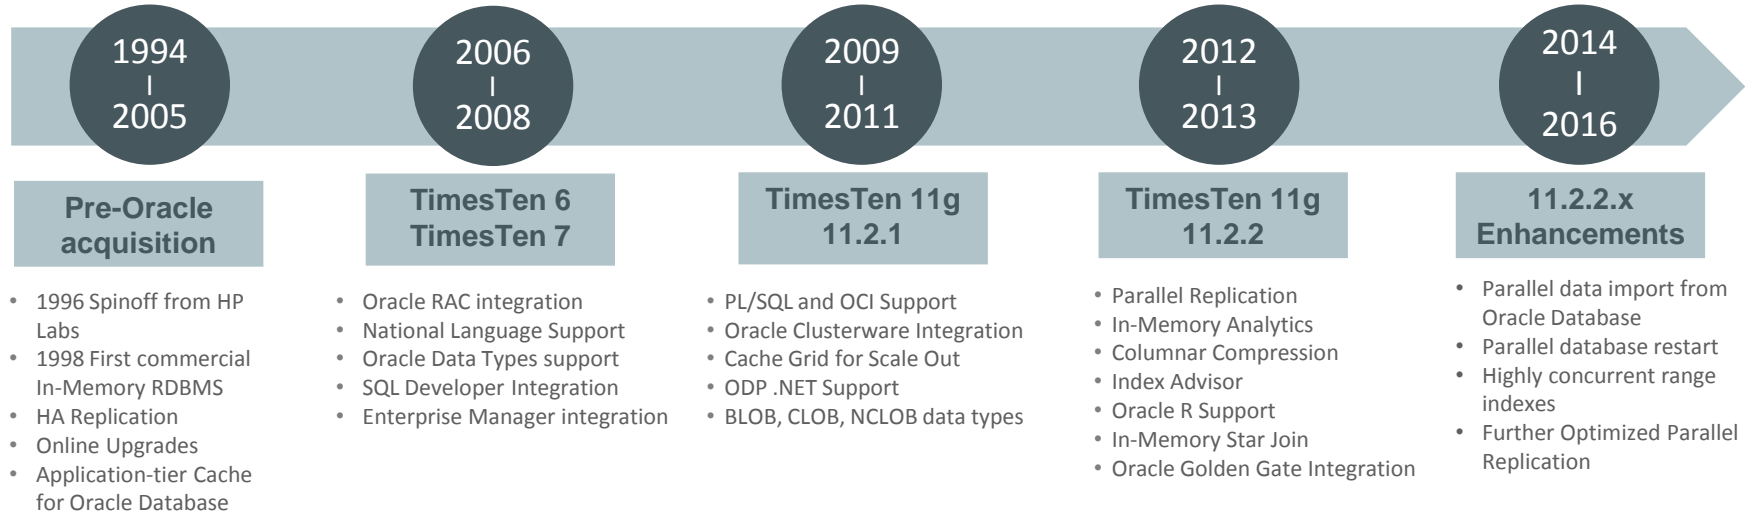 1994
|
2005
2006
|
2008
2009
|
2011
2012
|
2013
2014
|
2016
Pre-Oracle
acquisition
• 1996 Spinoff from HP
Labs
• 1998 First commercial
In-Memory RDBMS
• HA Replication
• Online Upgrades
• Application-tier Cache
for Oracle Database
TimesTen 6
TimesTen 7
• Oracle RAC integration
• National Language Support
• Oracle Data Types support
• SQL Developer Integration
• Enterprise Manager integration
TimesTen 11g
11.2.1
• PL/SQL and OCI Support
• Oracle Clusterware Integration
• Cache Grid for Scale Out
• ODP .NET Support
• BLOB, CLOB, NCLOB data types
TimesTen 11g
11.2.2
• Parallel Replication
• In-Memory Analytics
• Columnar Compression
• Index Advisor
• Oracle R Support
• In-Memory Star Join
• Oracle Golden Gate Integration
11.2.2.x
Enhancements
• Parallel data import from
Oracle Database
• Parallel database restart
• Highly concurrent range
indexes
• Further Optimized Parallel
Replication